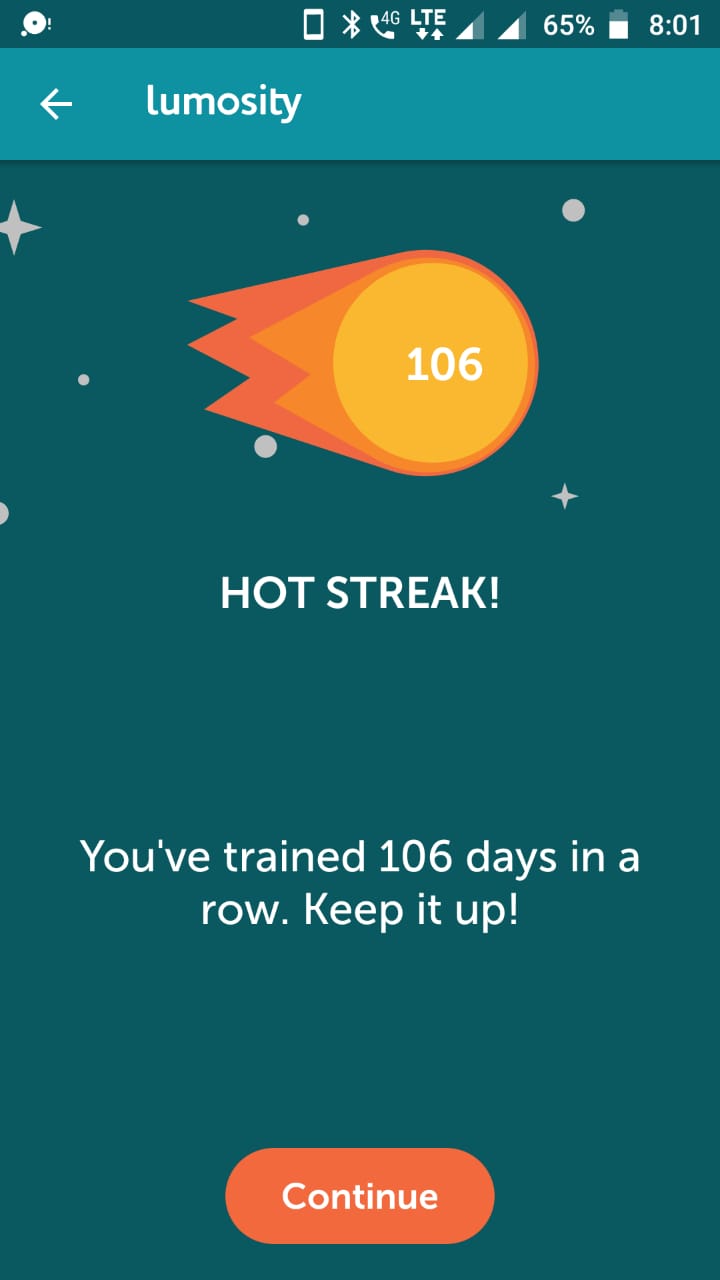 4G LTE 65% 8:01
lumosity
106
HOT STREAK!
You've trained 106 days in a
row. Keep it up!
Continue